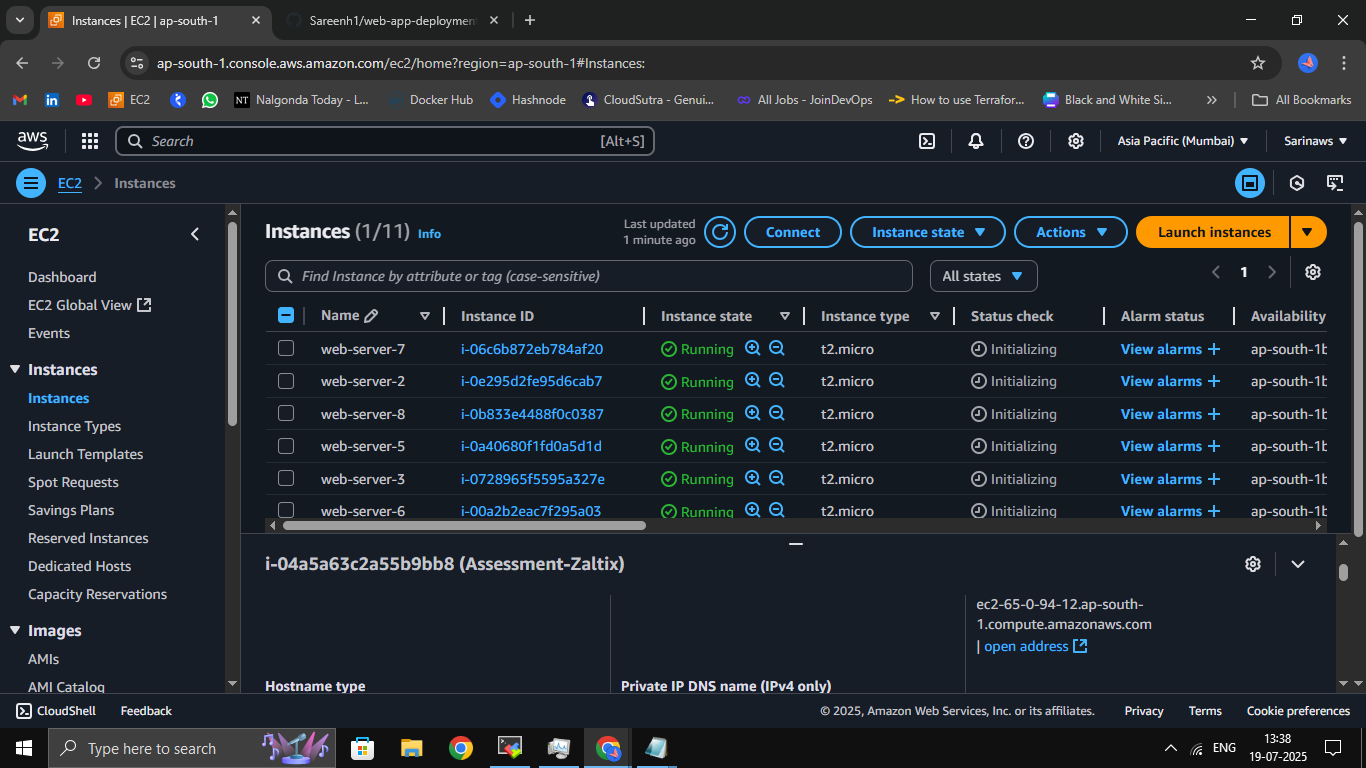 Instances | EC2 | ap-south-1
Sareenh1/web-app-deployment
ap-south-1.console.aws.amazon.com/ec2/home?region=ap-south-1#Instances:
EC2
NT Nalgonda Today - L...
Docker Hub
Hashnode
CloudSutra - Genui...
All Jobs - JoinDevOps
How to use Terrafor...
Black and White Si...
All Bookmarks
aws
Search [Alt+S]
Asia Pacific (Mumbai)
Sarinaws
EC2 Instances
EC2
Dashboard
EC2 Global View
Events
Instances
Instances
Instance Types
Launch Templates
Spot Requests
Savings Plans
Reserved Instances
Dedicated Hosts
Capacity Reservations
Images
AMIs
AMI Catalog
Instances (1/11) Info
Last updated
1 minute ago
Connect
Instance state
Actions
Launch instances
Find Instance by attribute or tag (case-sensitive)
All states
1
Name Instance ID Instance state Instance type Status check Alarm status Availability
web-server-7 i-06c6b872eb784af20 Running t2.micro Initializing View alarms + ap-south-1b
web-server-2 i-0e295d2fe95d6cab7 Running t2.micro Initializing View alarms + ap-south-1b
web-server-8 i-0b833e4488f0c0387 Running t2.micro Initializing View alarms + ap-south-1b
web-server-5 i-0a40680f1fd0a5d1d Running t2.micro Initializing View alarms + ap-south-1b
web-server-3 i-0728965f5595a327e Running t2.micro Initializing View alarms + ap-south-1b
web-server-6 i-00a2b2eac7f295a03 Running t2.micro Initializing View alarms + ap-south-1b
i-04a5a63c2a55b9bb8 (Assessment-Zaltix)
ec2-65-0-94-12.ap-south-
1.compute.amazonaws.com
| open address
Hostname type
Private IP DNS name (IPv4 only)
CloudShell
Feedback
© 2025, Amazon Web Services, Inc. or its affiliates.
Privacy
Terms
Cookie preferences
Type here to search
ENG
13:38
19-07-2025